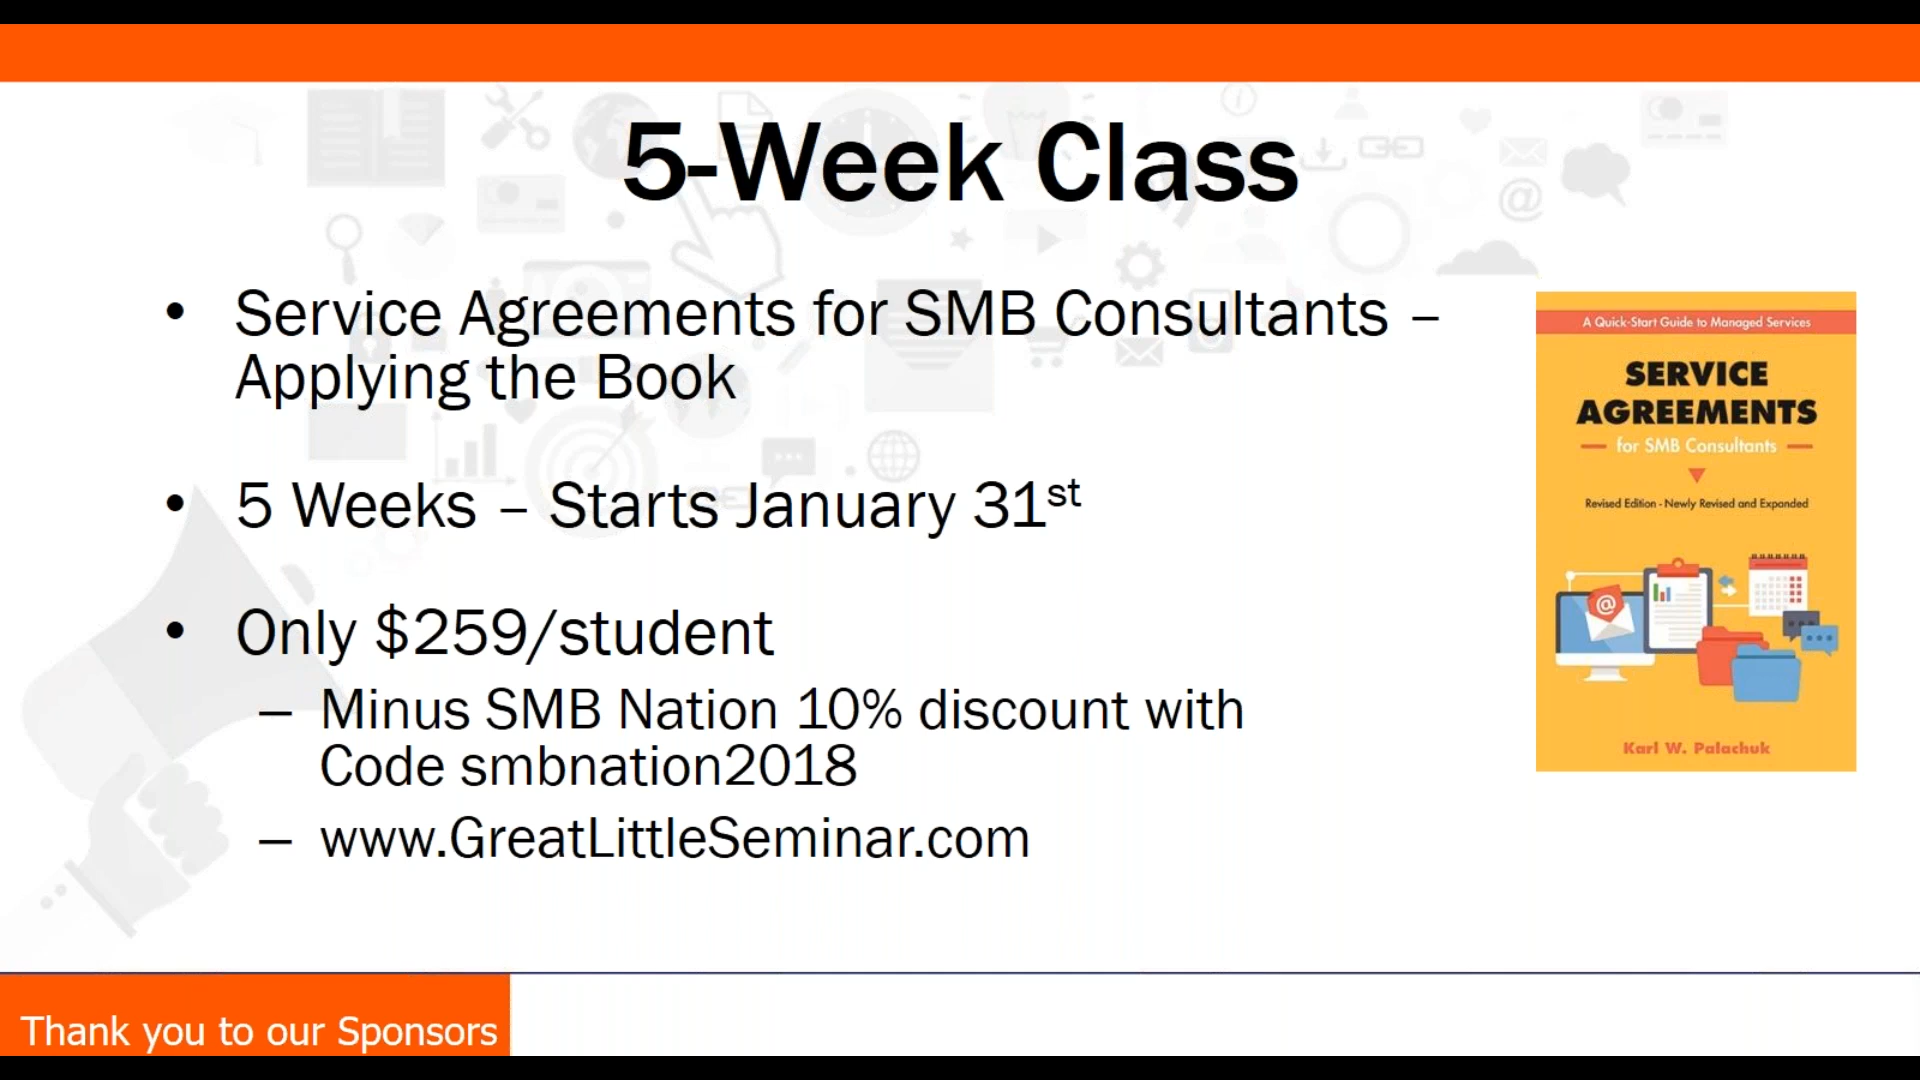 5-Week Class
• Service Agreements for SMB Consultants –
Applying the Book
• 5 Weeks – Starts January 31st
• Only $259/student
– Minus SMB Nation 10% discount with
Code smbnation2018
– www.GreatLittleSeminar.com
A Quick-Start Guide to Managed Services
SERVICE
AGREEMENTS
for SMB Consultants
Revised Edition - Newly Revised and Expanded
Karl W. Palachuk
Thank you to our Sponsors